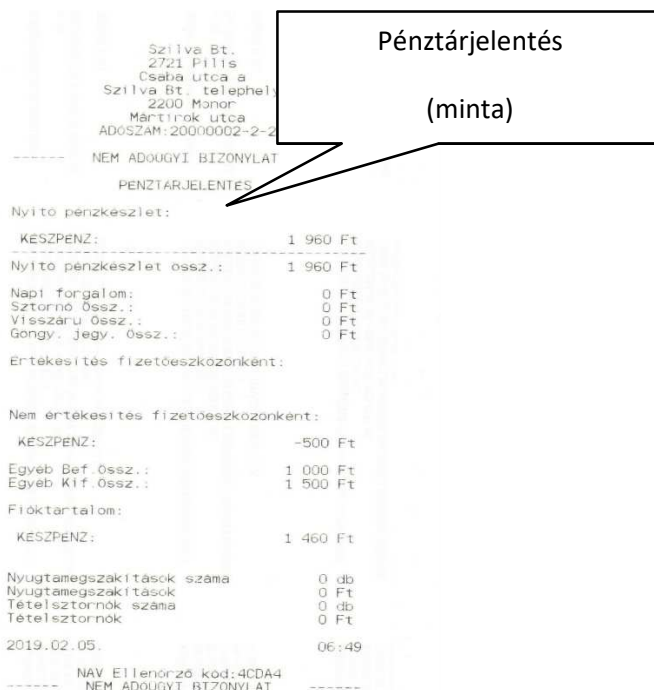 Szilva Bt.
2721 Pilis
Csaba utca a
Szilva Bt. telephely
2200 Monor
Mártírok utca
ADÓSZÁM:20000002-2-2
------ NEM ADÓÜGYI BIZONYLAT
PÉNZTÁRJELENTÉS
Pénztárjelentés
(minta)
Nyitó pénzkészlet:
KÉSZPÉNZ: 1 960 Ft
Nyitó pénzkészlet össz.: 1 960 Ft
Napi forgalom: 0 Ft
Sztornó Össz.: 0 Ft
Visszáru Össz.: 0 Ft
Göngy. jegy. Össz.: 0 Ft
Értékesítés fizetőeszközönként:
Nem értékesítés fizetőeszközönként:
KÉSZPÉNZ: -500 Ft
Egyéb Bef.Össz.: 1 000 Ft
Egyéb Kif.Össz.: 1 500 Ft
Fióktartalom:
KÉSZPÉNZ: 1 460 Ft
Nyugtamegszakítások száma 0 db
Nyugtamegszakítások 0 Ft
Tételsztornók száma 0 db
Tételsztornók 0 Ft
2019.02.05. 06:49
NAV Ellenőrző kód:4CDA4
------ NEM ADÓÜGYI BIZONYLAT ------